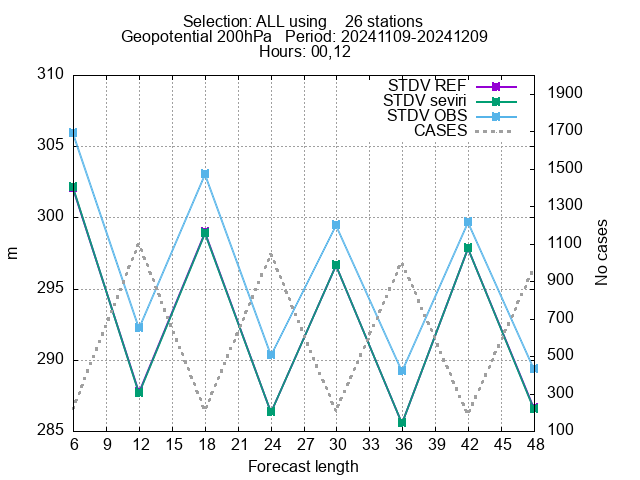 Selection: ALL using 26 stations
Geopotential 200hPa Period: 20241109-20241209
Hours: 00,12
STDV REF
STDV seviri
STDV OBS
CASES
310
305
300
295
290
285
m
1900
1700
1500
1300
1100
900
700
500
300
100
No cases
6 9 12 15 18 21 24 27 30 33 36 39 42 45 48
Forecast length